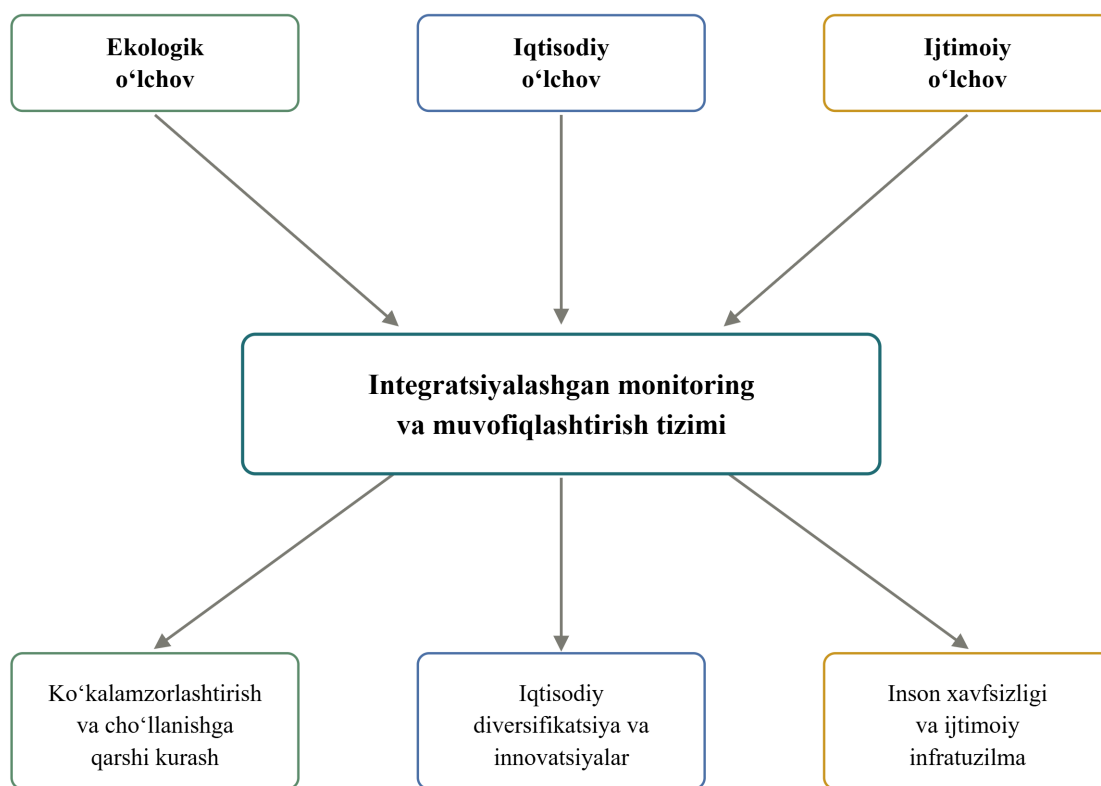 Ekologik
o‘lchov
Iqtisodiy
o‘lchov
Ijtimoiy
o‘lchov
Integratsiyalashgan monitoring
va muvofiqlashtirish tizimi
Ko‘kalamzorlashtirish
va cho‘llanishga
qarshi kurash
Iqtisodiy
diversifikatsiya va
innovatsiyalar
Inson xavfsizligi
va ijtimoiy
infratuzilma